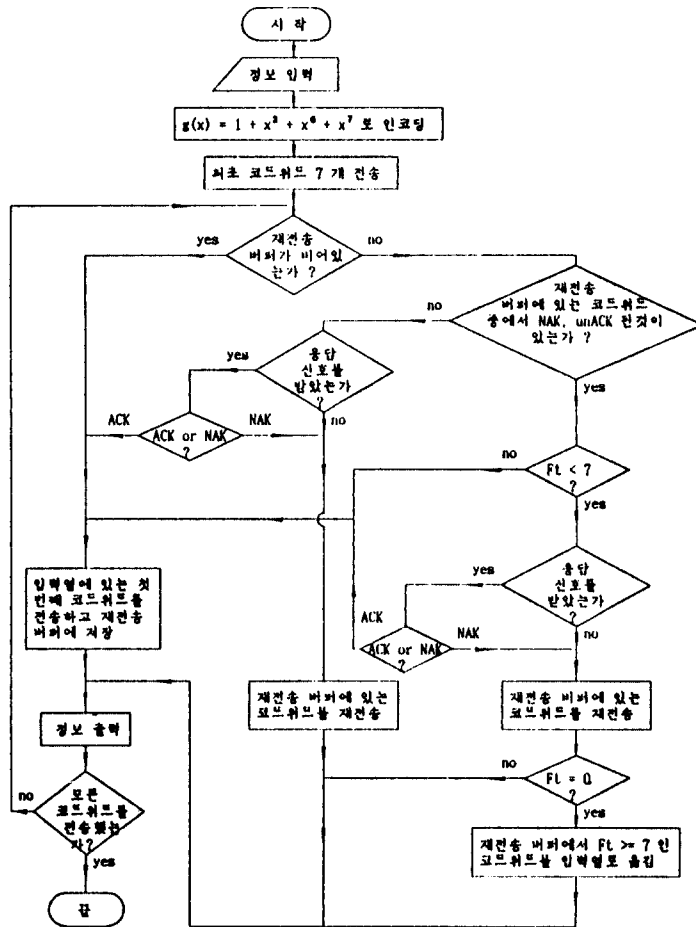 시 작
정보 입력
g(x) = 1 + x² + x⁶ + x⁷ 로 인코딩
최초 코드워드 7 개 전송
재전송
버퍼가 비어있
는가 ?
yes
no
재전송
버퍼에 있는 코드워드
중에서 NAK, unACK 된것이
있는가 ?
no
yes
응답
신호를
받았는가
?
yes
no
ACK or NAK
?
ACK
NAK
Ft < 7
?
no
yes
응답
신호를
받았는가
?
yes
no
ACK or NAK
?
ACK
NAK
입력열에 있는 첫
번째 코드워드를
전송하고 재전송
버퍼에 저장
재전송 버퍼에 있는
코드워드를 재전송
재전송 버퍼에 있는
코드워드를 재전송
정보 출력
Ft = 0
?
no
yes
모든
코드워드를
전송했는
가?
no
yes
재전송 버퍼에서 Ft >= 7 인
코드워드를 입력열로 옮김
끝